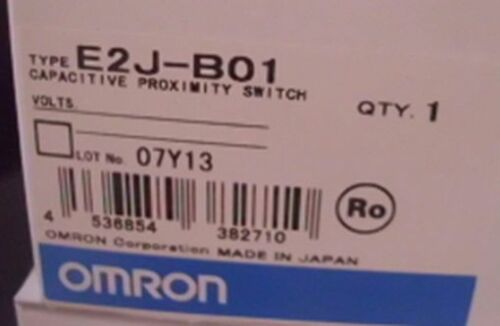 TYPE E2J-B01
CAPACITIVE PROXIMITY SWITCH
VOLTS
QTY. 1
LOT No. 07Y13
4 536854 382710
Ro
OMRON Corporation MADE IN JAPAN
OMRON